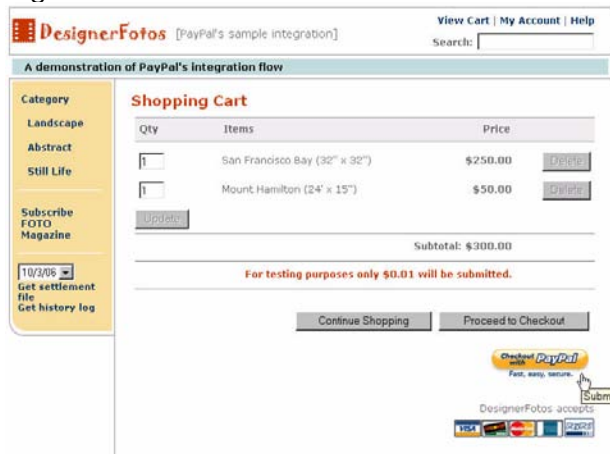 DesignerFotos [PayPal's sample integration]
View Cart | My Account | Help
Search:
A demonstration of PayPal's integration flow
Category
Landscape
Abstract
Still Life
Subscribe
FOTO
Magazine
10/3/06
Get settlement
file
Get history log
Shopping Cart
Qty Items Price
1 San Francisco Bay (32" x 32") $250.00 Delete
1 Mount Hamilton (24' x 15") $50.00 Delete
Update
Subtotal: $300.00
For testing purposes only $0.01 will be submitted.
Continue Shopping Proceed to Checkout
Checkout with PayPal
Fast, easy, secure.
Subm
DesignerFotos accepts
VISA